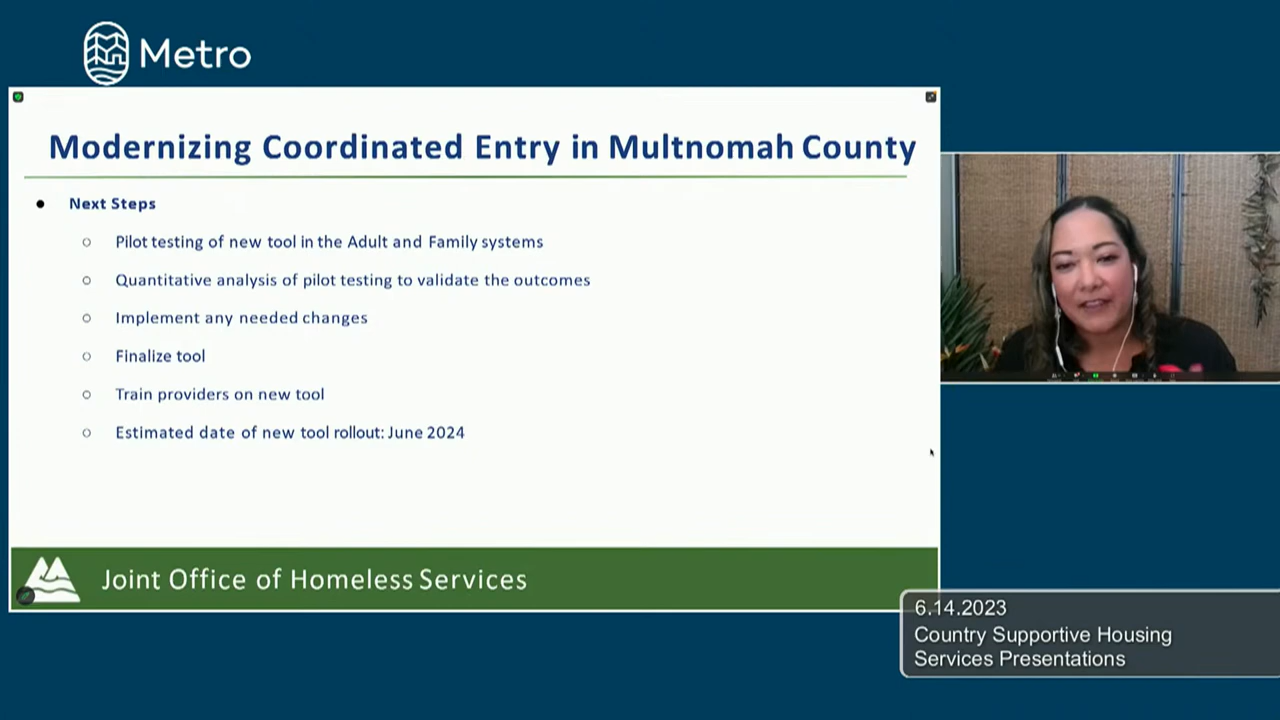 Metro
Modernizing Coordinated Entry in Multnomah County
Next Steps
Pilot testing of new tool in the Adult and Family systems
Quantitative analysis of pilot testing to validate the outcomes
Implement any needed changes
Finalize tool
Train providers on new tool
Estimated date of new tool rollout: June 2024
Joint Office of Homeless Services
6.14.2023
Country Supportive Housing
Services Presentations